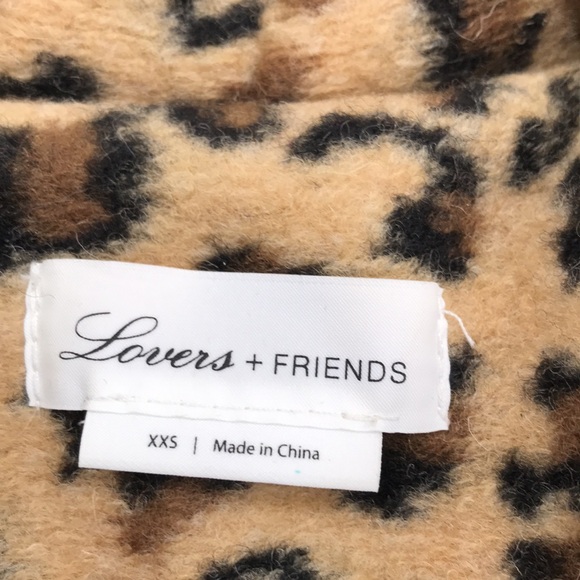 Lovers + FRIENDS
XXS | Made in China